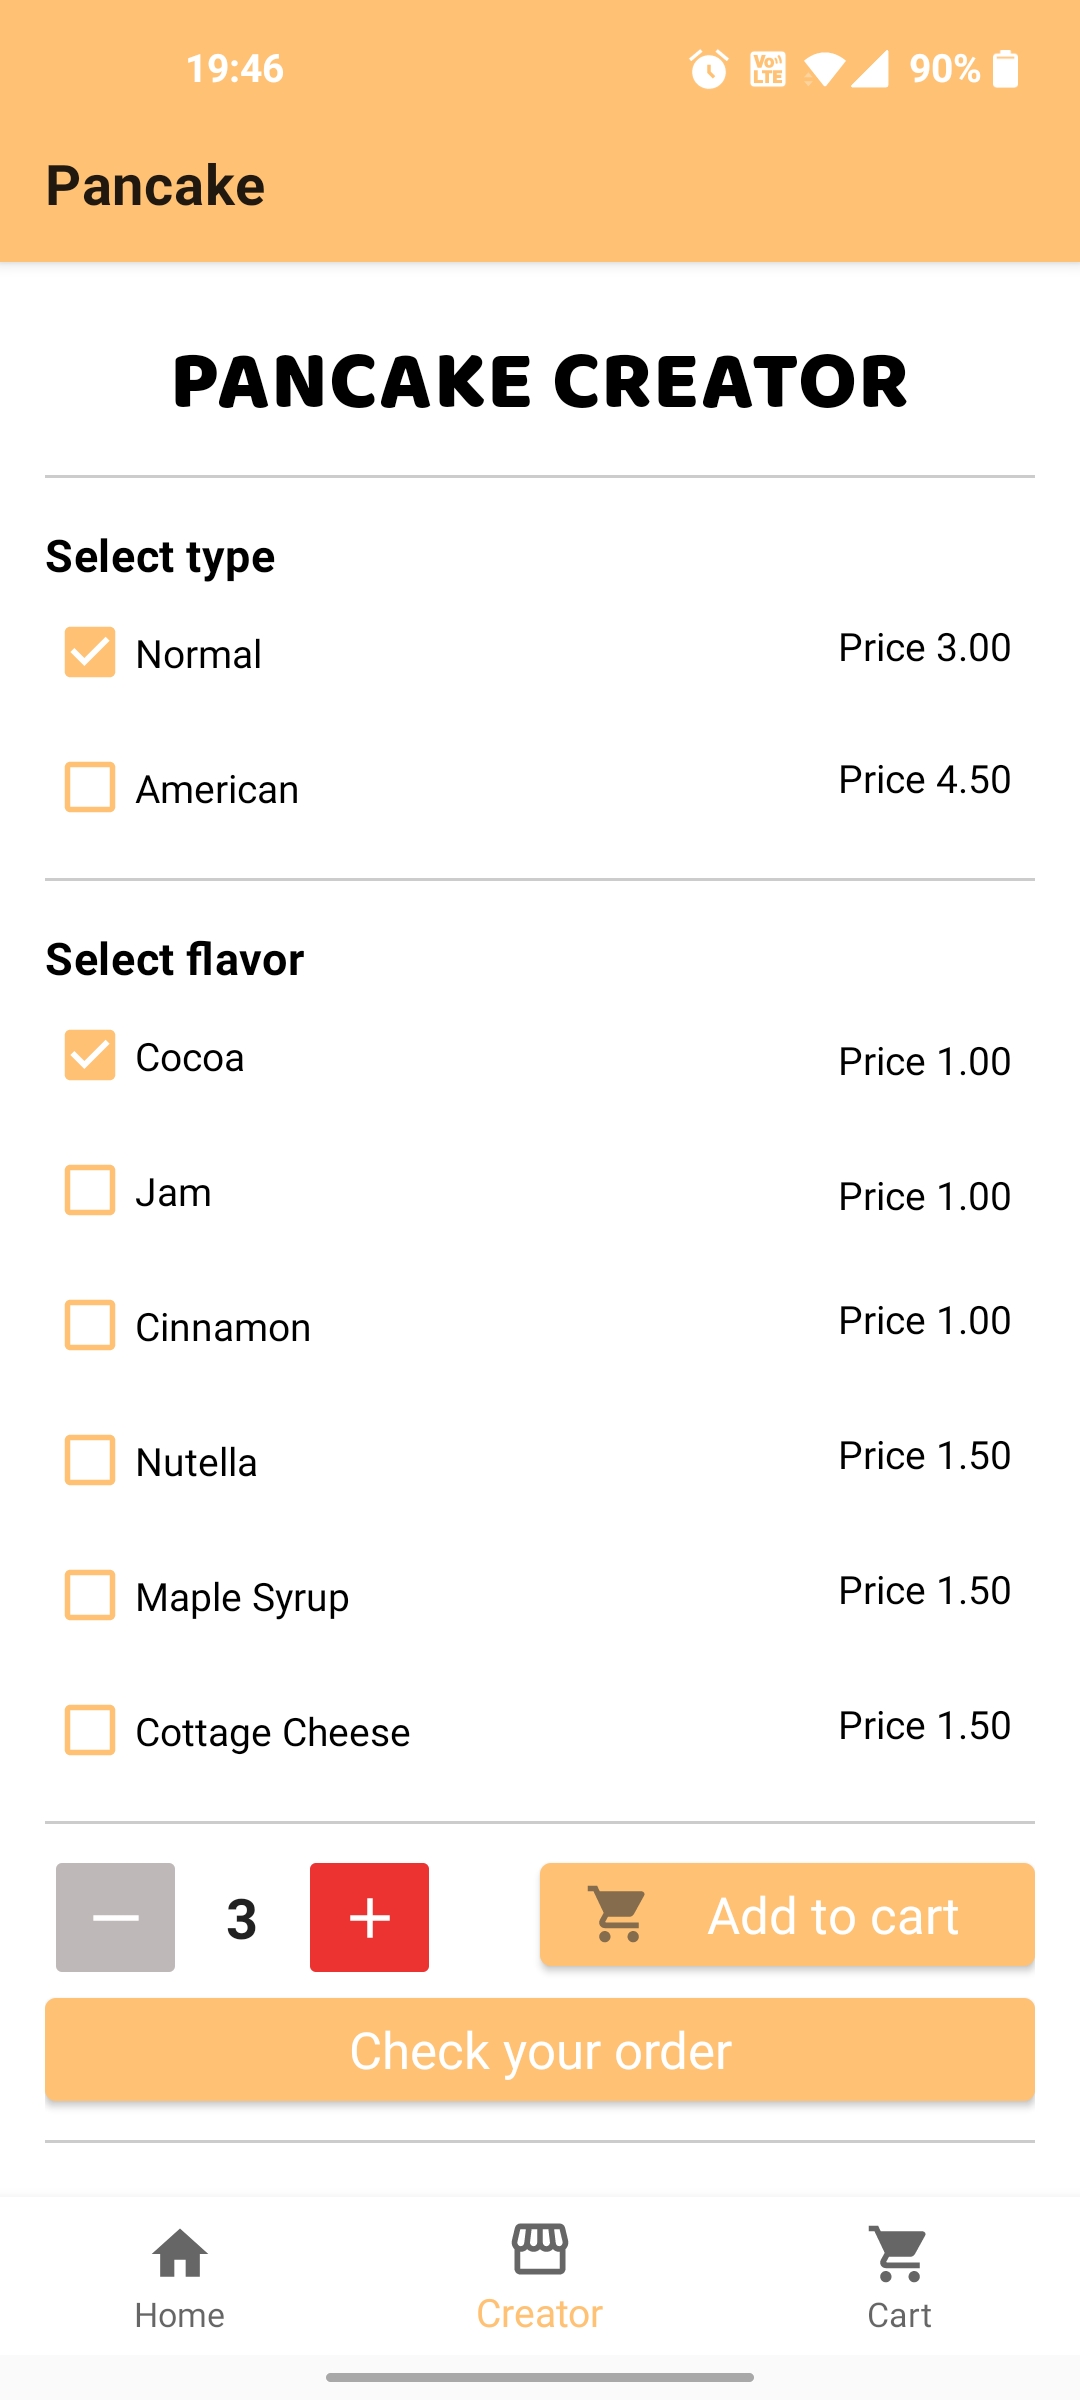 19:46 Vo LTE 90%
Pancake
PANCAKE CREATOR
Select type
Normal Price 3.00
American Price 4.50
Select flavor
Cocoa Price 1.00
Jam Price 1.00
Cinnamon Price 1.00
Nutella Price 1.50
Maple Syrup Price 1.50
Cottage Cheese Price 1.50
3 Add to cart
Check your order
Home Creator Cart